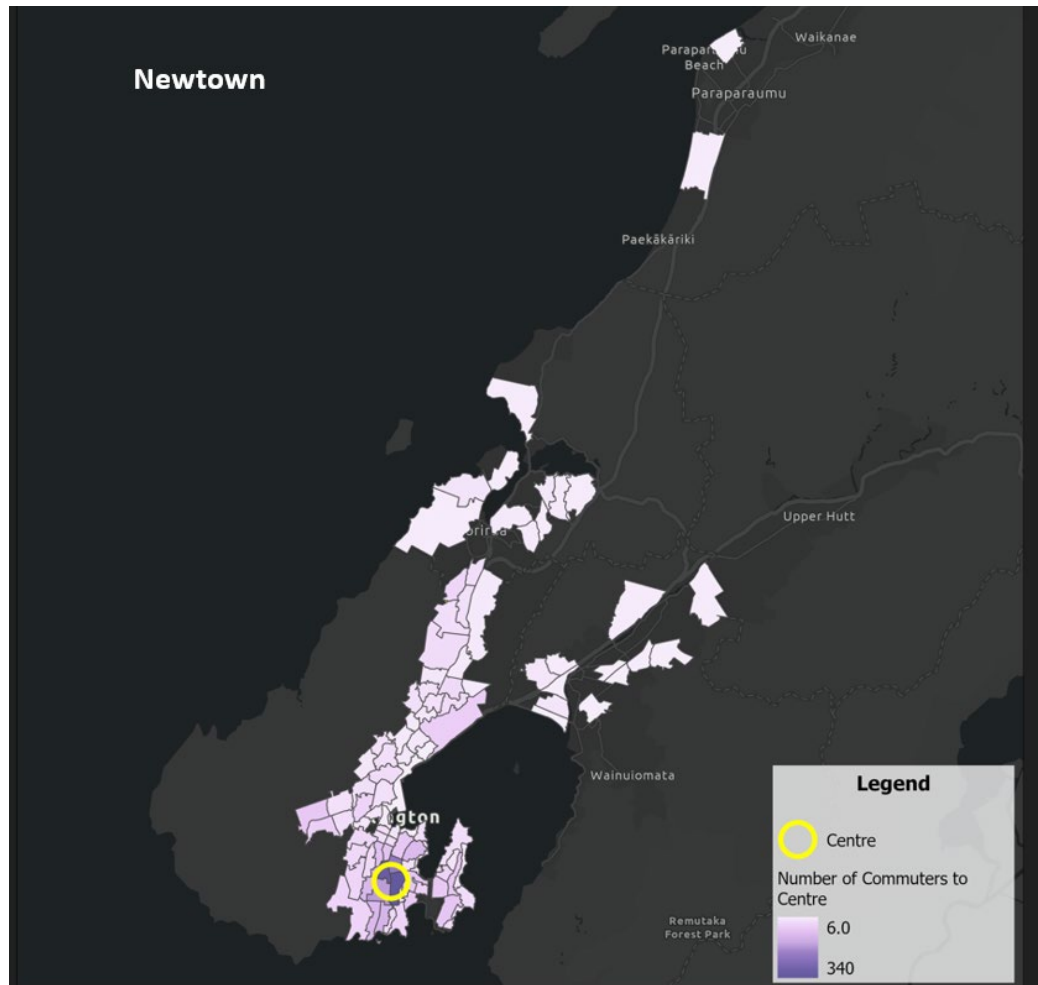 Newtown
Waikanae
Beach
Paraparaumu
Paekākāriki
Upper Hutt
Wainuiomata
Remutaka
Forest Park
Legend
Centre
Number of Commuters to
Centre
6.0
340